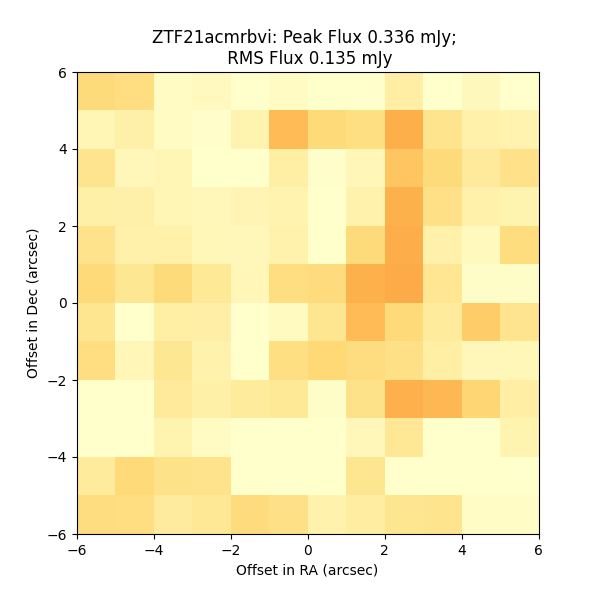 ZTF21acmrbvi: Peak Flux 0.336 mJy;
RMS Flux 0.135 mJy
6
4
2
0
−2
−4
−6
Offset in Dec (arcsec)
−6 −4 −2 0 2 4 6
Offset in RA (arcsec)